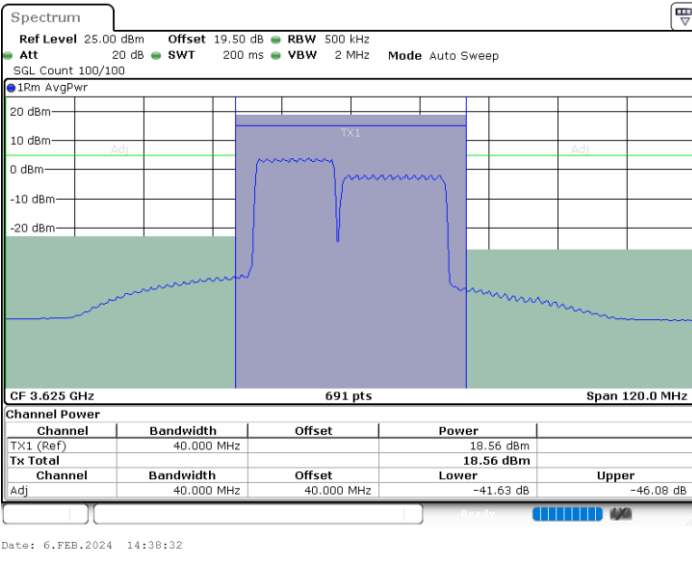 Spectrum
Ref Level 25.00 dBm Offset 19.50 dB RBW 500 kHz
Att 20 dB SWT 200 ms VBW 2 MHz Mode Auto Sweep
SGL Count 100/100
1Rm AvgPwr
20 dBm
TX1
10 dBm
Adj Adj
0 dBm
-10 dBm
-20 dBm
CF 3.625 GHz 691 pts Span 120.0 MHz
Channel Power
Channel Bandwidth Offset Power
TX1 (Ref) 40.000 MHz 18.56 dBm
Tx Total 18.56 dBm
Channel Bandwidth Offset Lower Upper
Adj 40.000 MHz 40.000 MHz -41.63 dB -46.08 dB
Ready
Date: 6.FEB.2024 14:38:32